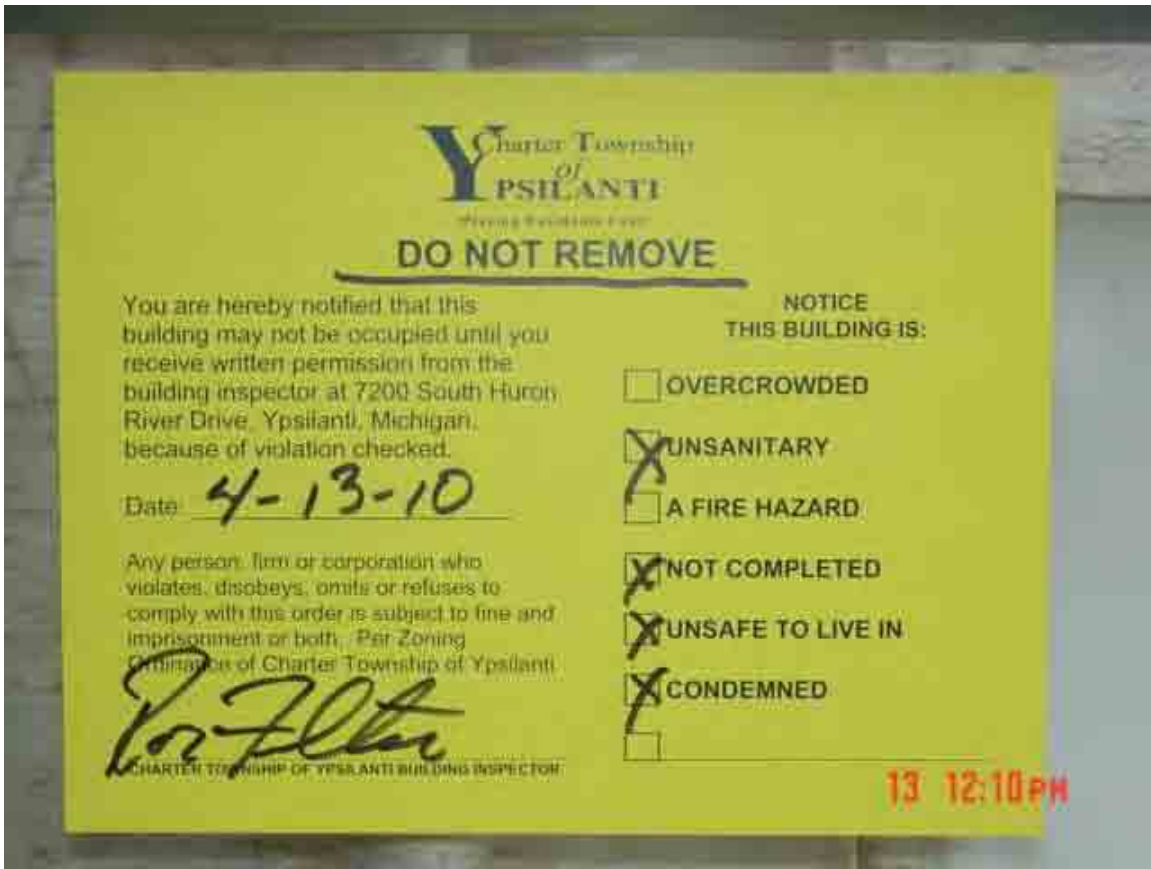 Charter Township
of
YPSILANTI
DO NOT REMOVE
You are hereby notified that this
building may not be occupied until you
receive written permission from the
building inspector at 7200 South Huron
River Drive, Ypsilanti, Michigan,
because of violation checked.
Date: 4-13-10
Any person, firm or corporation who
violates, disobeys, omits or refuses to
comply with this order is subject to fine and
imprisonment or both. Per Zoning
Ordinance of Charter Township of Ypsilanti
CHARTER TOWNSHIP OF YPSILANTI BUILDING INSPECTOR
NOTICE
THIS BUILDING IS:
OVERCROWDED
X UNSANITARY
A FIRE HAZARD
X NOT COMPLETED
X UNSAFE TO LIVE IN
X CONDEMNED
13 12:10PM